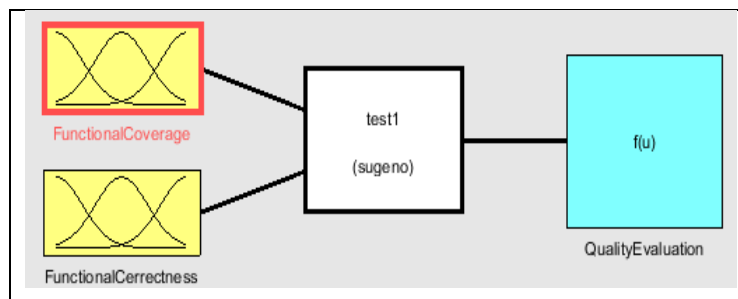 FunctionalCoverage
FunctionalCerrectness
test1
(sugeno)
f(u)
QualityEvaluation